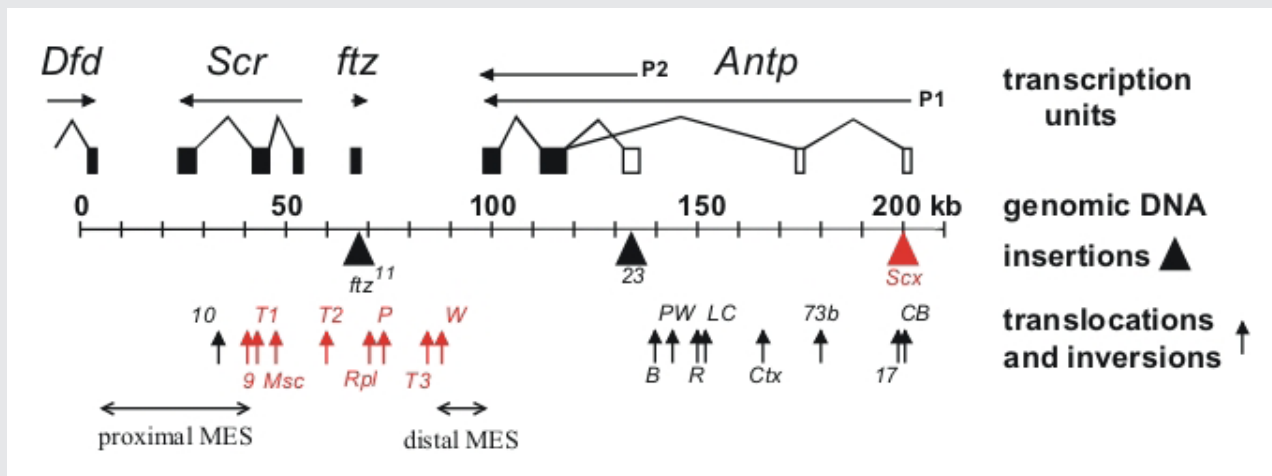 Dfd Scr ftz Antp
P2
P1
transcription
units
0 50 100 150 200 kb
genomic DNA
ftz¹¹ 23 Scx
insertions
10 T1 T2 P W PW LC 73b CB
translocations
9 Msc Rpl T3 B R Ctx 17
and inversions
proximal MES distal MES